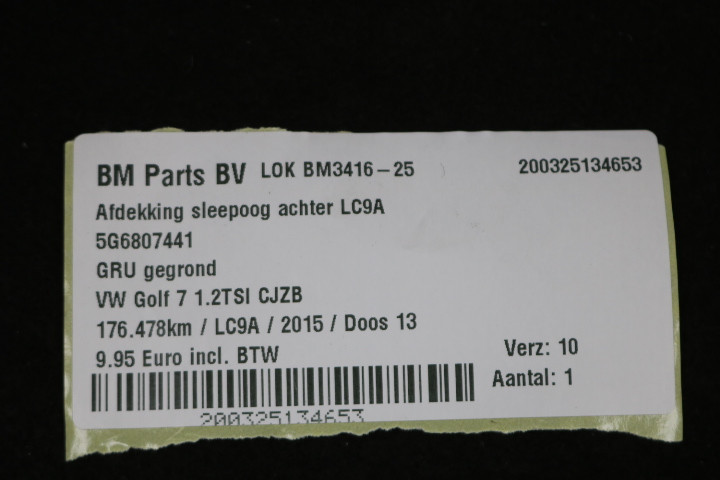 BM Parts BV LOK BM3416-25 200325134653
Afdekking sleepoog achter LC9A
5G6807441
GRU gegrond
VW Golf 7 1.2TSI CJZB
176.478km / LC9A / 2015 / Doos 13
9.95 Euro incl. BTW Verz: 10
Aantal: 1
200325134653